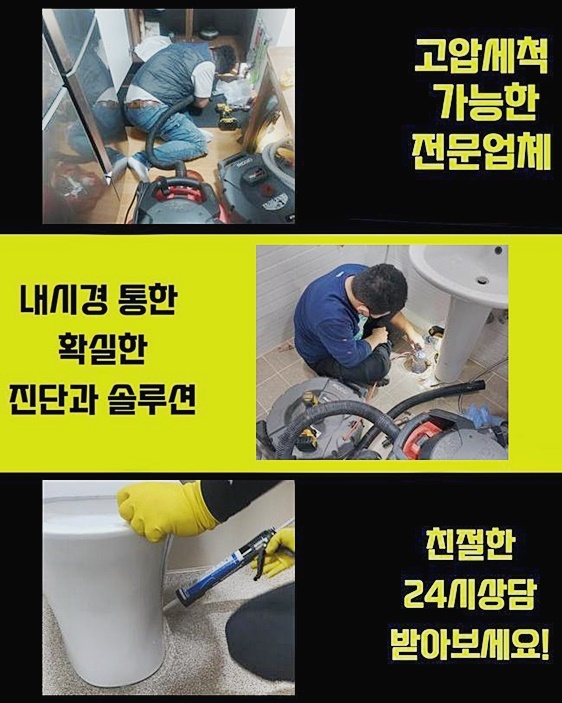 고압세척
가능한
전문업체
내시경 통한
확실한
진단과 솔루션
친절한
24시상담
받아보세요!